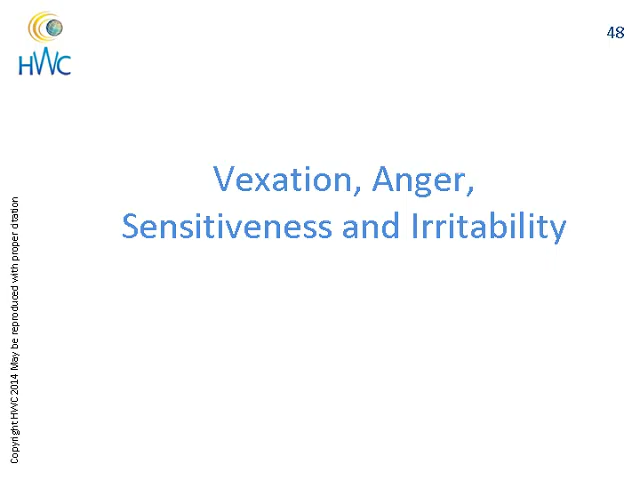 HWC
48
Vexation, Anger,
Sensitiveness and Irritability
Copyright HWC 2014 May be reproduced with proper citation